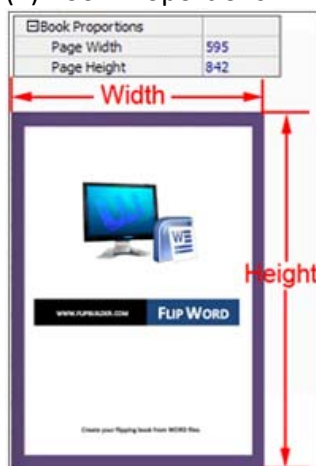 Book Proportions
Page Width 595
Page Height 842
Width
Height
W
WWW.FLIPBUILDER.COM FLIP WORD
Create your flipping book from WORD files